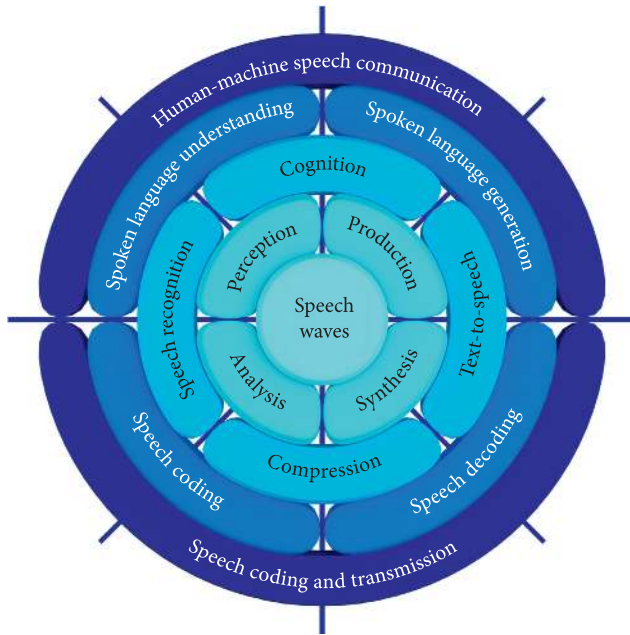 Human-machine speech communication
Spoken language understanding
Spoken language generation
Cognition
Perception
Production
Speech recognition
Speech
waves
Text-to-speech
Analysis
Synthesis
Compression
Speech coding
Speech decoding
Speech coding and transmission